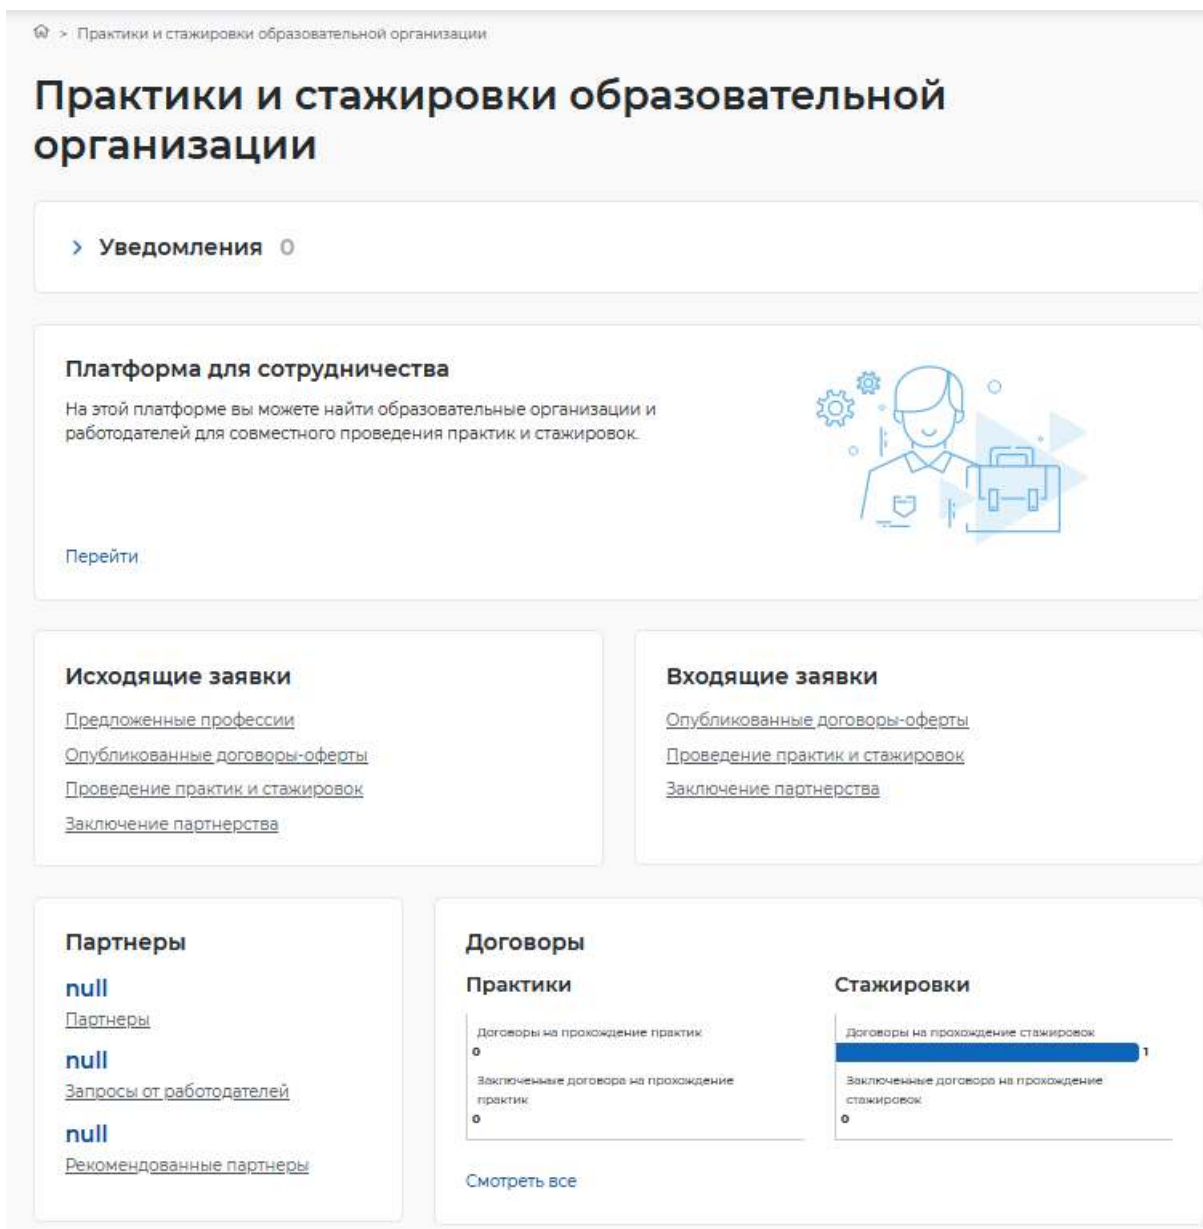 > Практики и стажировки образовательной организации
Практики и стажировки образовательной
организации
Уведомления 0
Платформа для сотрудничества
На этой платформе вы можете найти образовательные организации и
работодателей для совместного проведения практик и стажировок.
Перейти
Исходящие заявки
Предложенные профессии
Опубликованные договоры-оферты
Проведение практик и стажировок
Заключение партнерства
Входящие заявки
Опубликованные договоры-оферты
Проведение практик и стажировок
Заключение партнерства
Партнеры
null
Партнеры
null
Запросы от работодателей
null
Рекомендованные партнеры
Договоры
Практики
Договоры на прохождение практик
0
Заключенные договора на прохождение
практик
0
Стажировки
Договоры на прохождение стажировок
1
Заключенные договора на прохождение
стажировок
0
Смотреть все